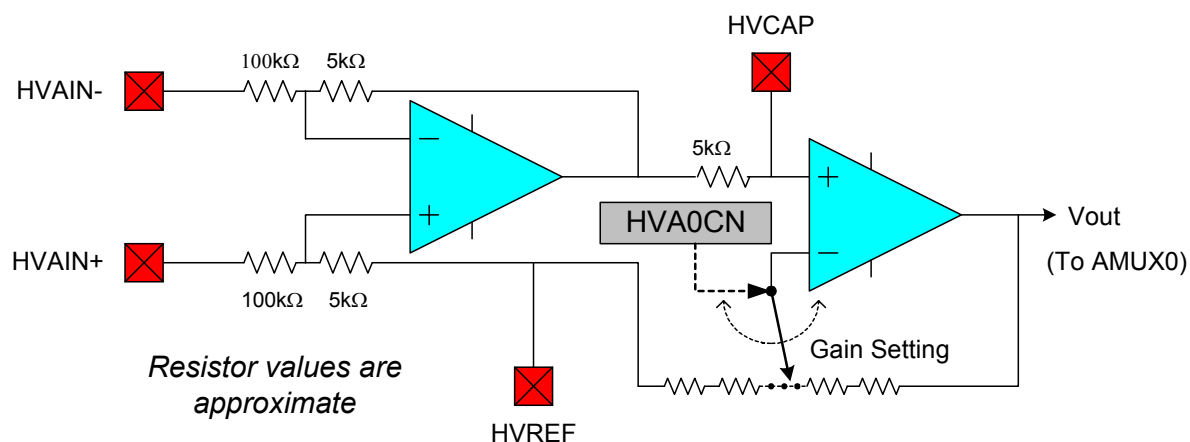 HVCAP
100kΩ
5kΩ
HVAIN-
5kΩ
HVA0CN
Vout
(To AMUX0)
HVAIN+
100kΩ
5kΩ
Gain Setting
Resistor values are
approximate
HVREF